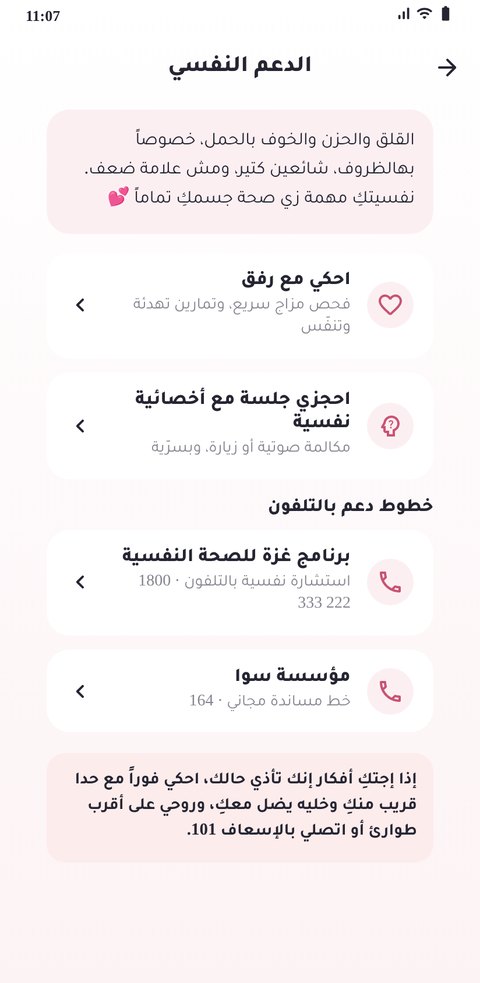 11:07
الدعم النفسي
القلق والحزن والخوف بالحمل، خصوصاً
بهالظروف، شائعين كتير، ومش علامة ضعف.
نفسيتكِ مهمة زي صحة جسمكِ تماماً 💕
احكي مع رفق
فحص مزاج سريع، وتمارين تهدئة
وتنفّس
احجزي جلسة مع أخصائية
نفسية
مكالمة صوتية أو زيارة، وبسرّية
خطوط دعم بالتلفون
برنامج غزة للصحة النفسية
استشارة نفسية بالتلفون · 1800
222 333
مؤسسة سوا
خط مساندة مجاني · 164
إذا إجتكِ أفكار إنك تأذي حالك، احكي فوراً مع حدا
قريب منكِ وخليه يضل معكِ، وروحي على أقرب
طوارئ أو اتصلي بالإسعاف 101.